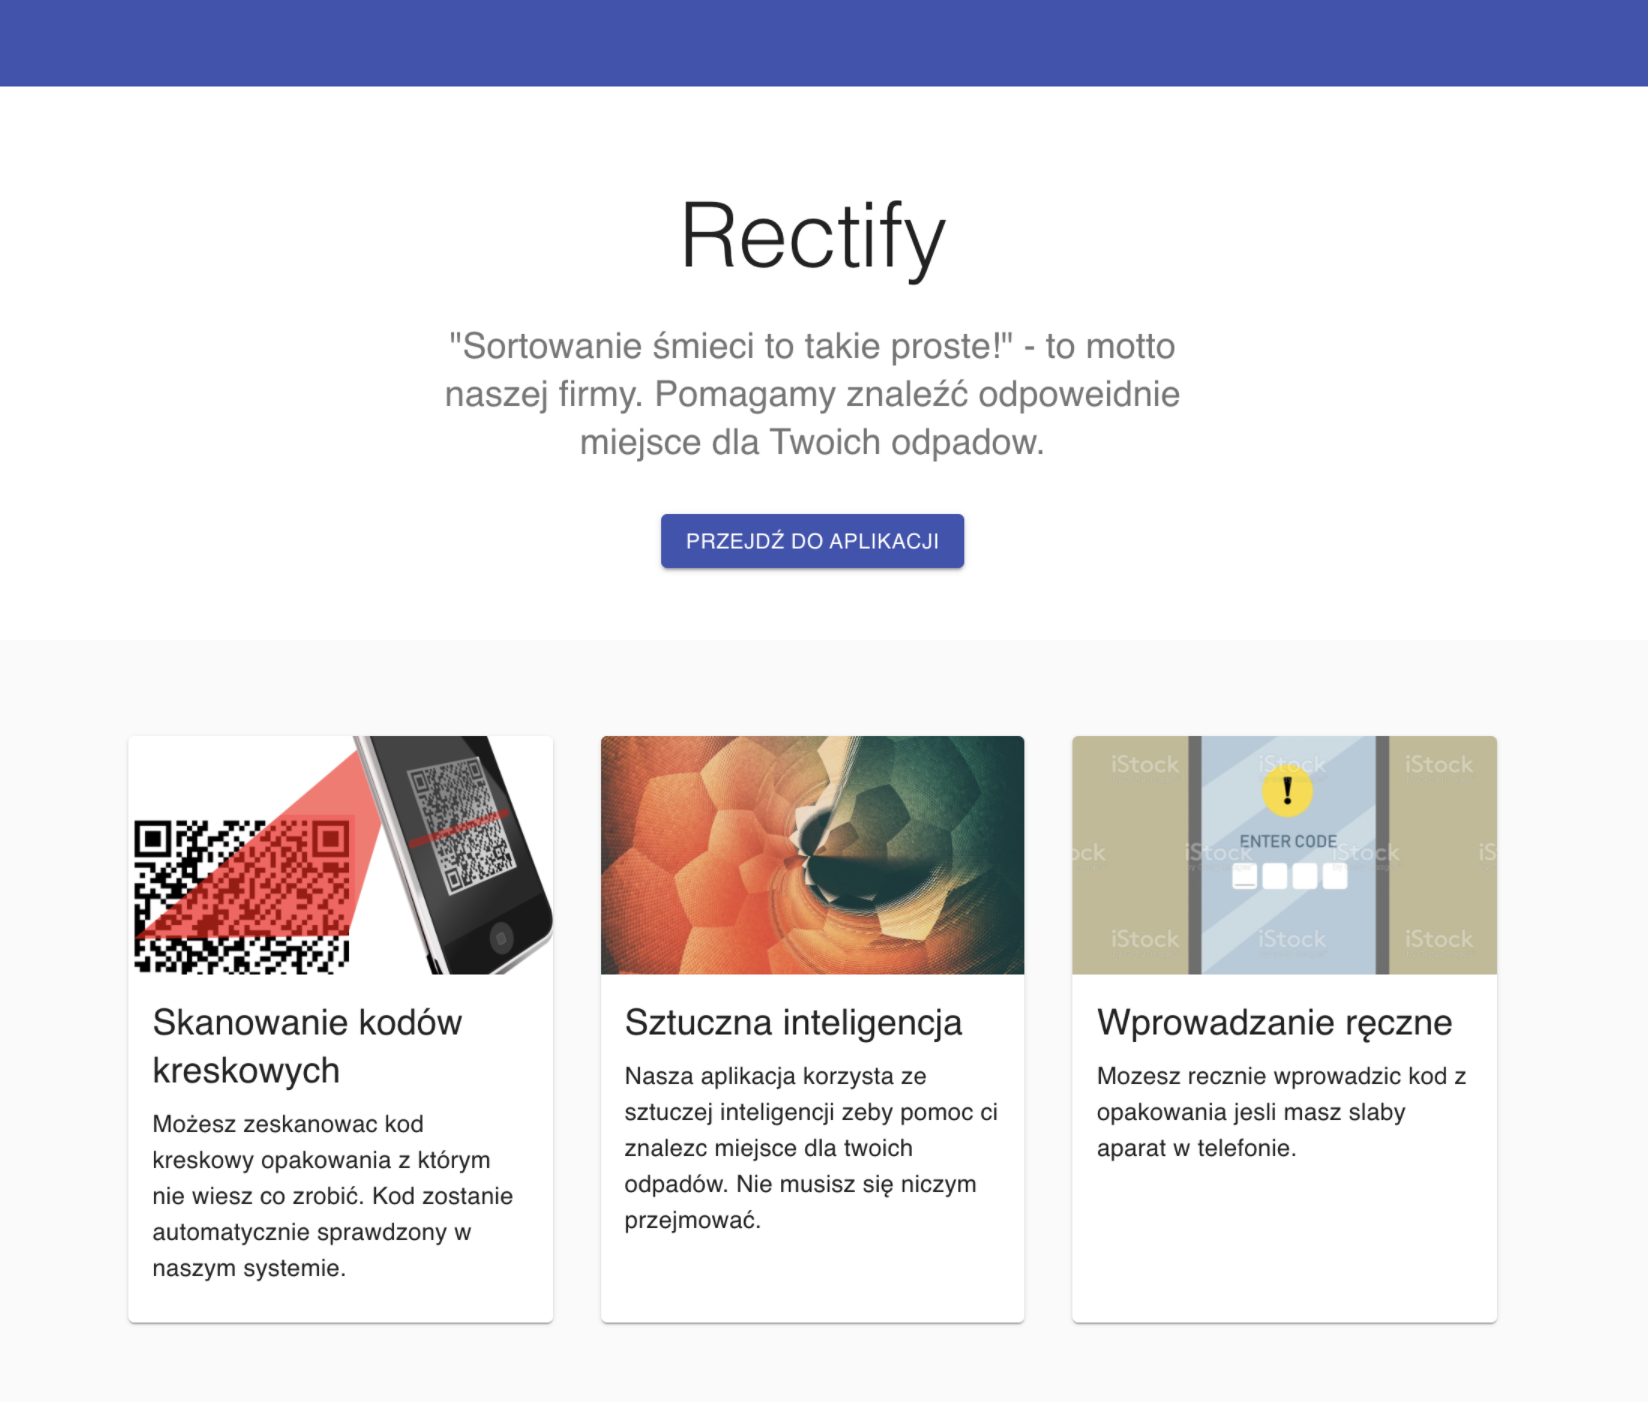 Rectify
"Sortowanie śmieci to takie proste!" - to motto
naszej firmy. Pomagamy znaleźć odpoweidnie
miejsce dla Twoich odpadow.
PRZEJDŹ DO APLIKACJI
iStock iStock iStock
ENTER CODE
ock iStock iStock iS
iStock iStock iStock
Skanowanie kodów
kreskowych
Możesz zeskanowac kod
kreskowy opakowania z którym
nie wiesz co zrobić. Kod zostanie
automatycznie sprawdzony w
naszym systemie.
Sztuczna inteligencja
Nasza aplikacja korzysta ze
sztuczej inteligencji zeby pomoc ci
znalezc miejsce dla twoich
odpadów. Nie musisz się niczym
przejmować.
Wprowadzanie ręczne
Mozesz recznie wprowadzic kod z
opakowania jesli masz slaby
aparat w telefonie.